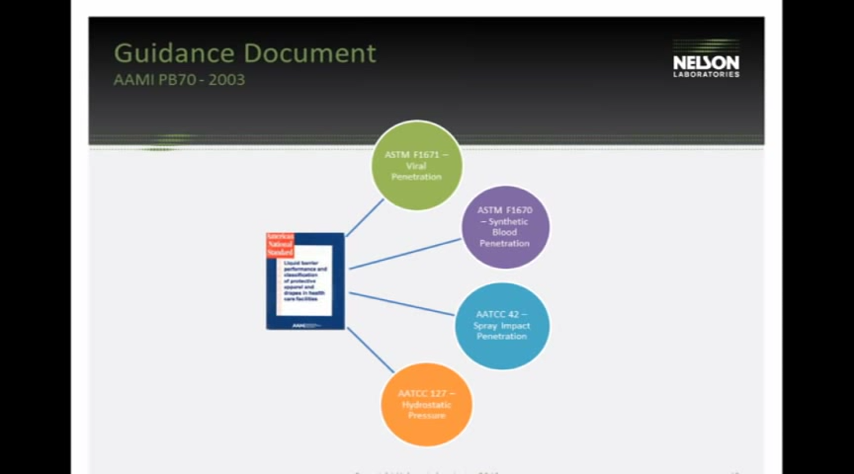 Guidance Document
AAMI PB70 - 2003
NELSON
LABORATORIES
ASTM F1671 –
Viral
Penetration
ASTM F1670
– Synthetic
Blood
Penetration
American
National
Standard
Liquid barrier
performance and
classification
of protective
apparel and
drapes in health
care facilities
AAMI
AATCC 42 –
Spray Impact
Penetration
AATCC 127 –
Hydrostatic
Pressure